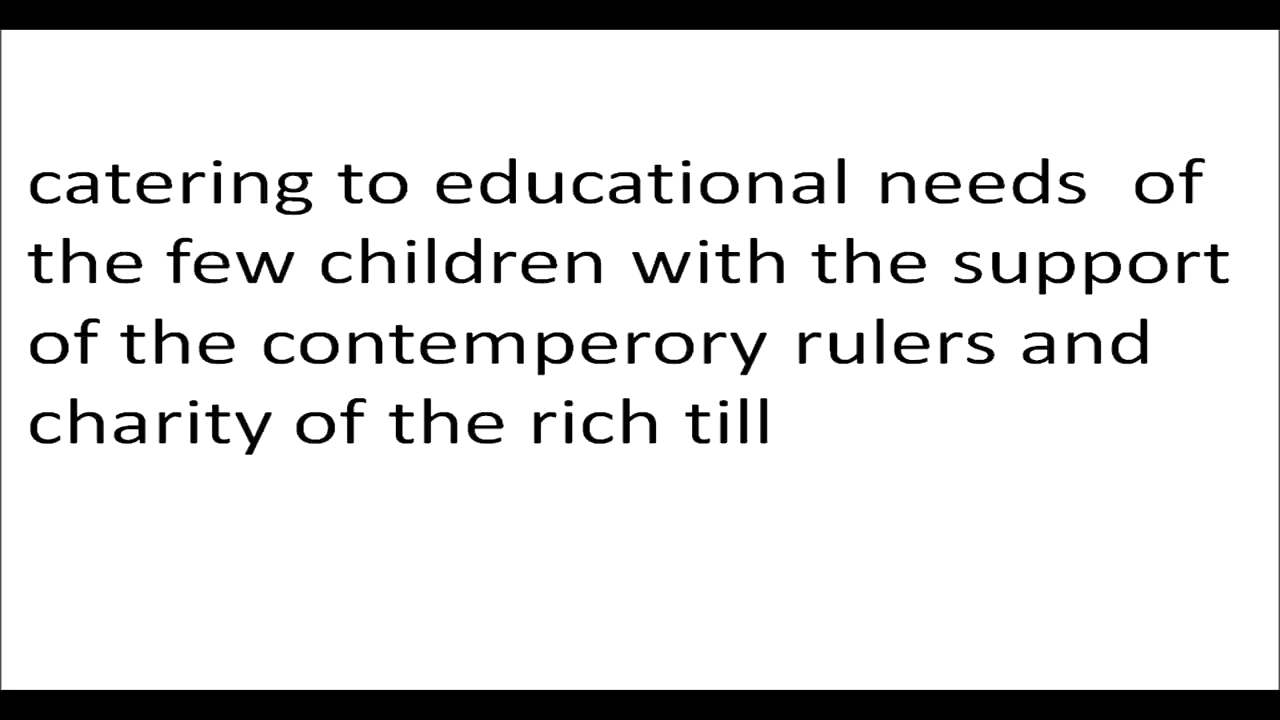 catering to educational needs  of
the few children with the support
of the contemperory rulers and
charity of the rich till